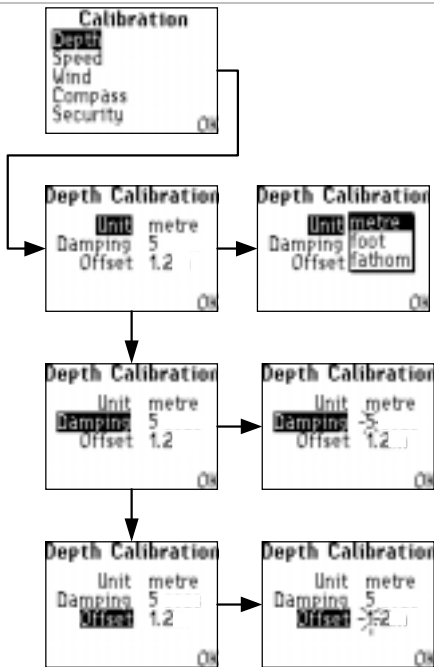 Calibration
Depth
Speed
Wind
Compass
Security
OK
Depth Calibration
Unit metre
Damping 5
Offset 1.2
OK
Depth Calibration
Unit metre
Damping foot
Offset fathom
OK
Depth Calibration
Unit metre
Damping 5
Offset 1.2
OK
Depth Calibration
Unit metre
Damping 5
Offset 1.2
OK
Depth Calibration
Unit metre
Damping 5
Offset 1.2
OK
Depth Calibration
Unit metre
Damping 5
Offset 1.2
OK